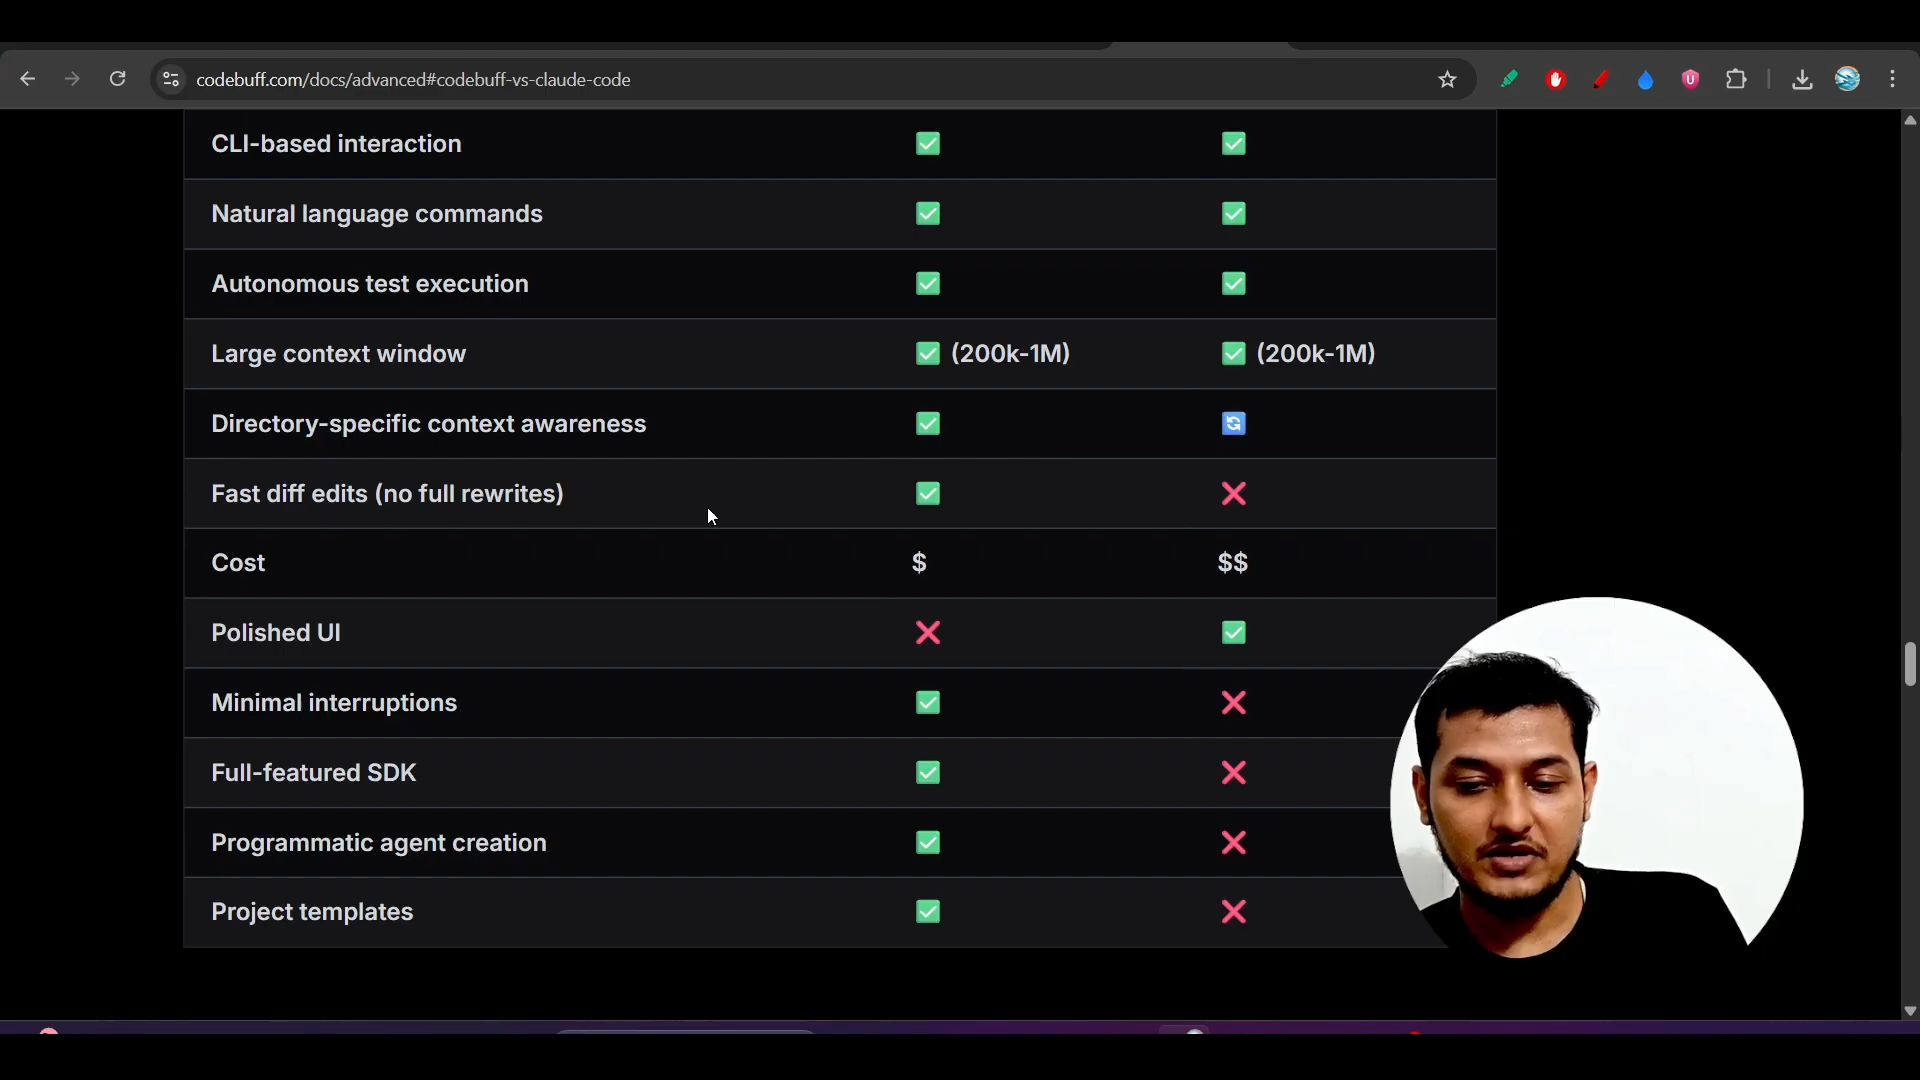 codebuff.com/docs/advanced#codebuff-vs-claude-code
CLI-based interaction ✅ ✅
Natural language commands ✅ ✅
Autonomous test execution ✅ ✅
Large context window ✅ (200k-1M) ✅ (200k-1M)
Directory-specific context awareness ✅ 🔄
Fast diff edits (no full rewrites) ✅ ❌
Cost $ $$
Polished UI ❌ ✅
Minimal interruptions ✅ ❌
Full-featured SDK ✅ ❌
Programmatic agent creation ✅ ❌
Project templates ✅ ❌